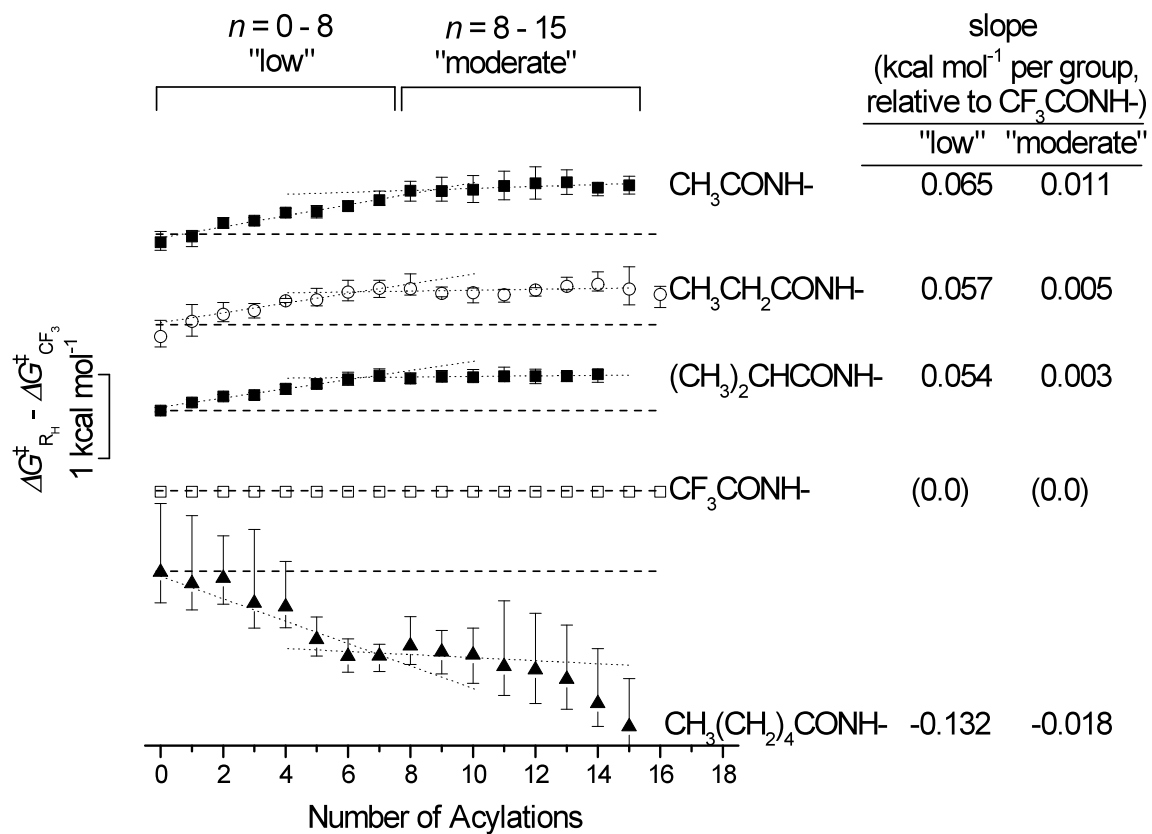 n = 0 - 8
"low"
n = 8 - 15
"moderate"
slope
(kcal mol⁻¹ per group,
relative to CF₃CONH-)
"low" "moderate"
CH₃CONH- 0.065 0.011
CH₃CH₂CONH- 0.057 0.005
(CH₃)₂CHCONH- 0.054 0.003
CF₃CONH- (0.0) (0.0)
CH₃(CH₂)₄CONH- -0.132 -0.018
ΔG‡R_H - ΔG‡CF₃
1 kcal mol⁻¹
0 2 4 6 8 10 12 14 16 18
Number of Acylations